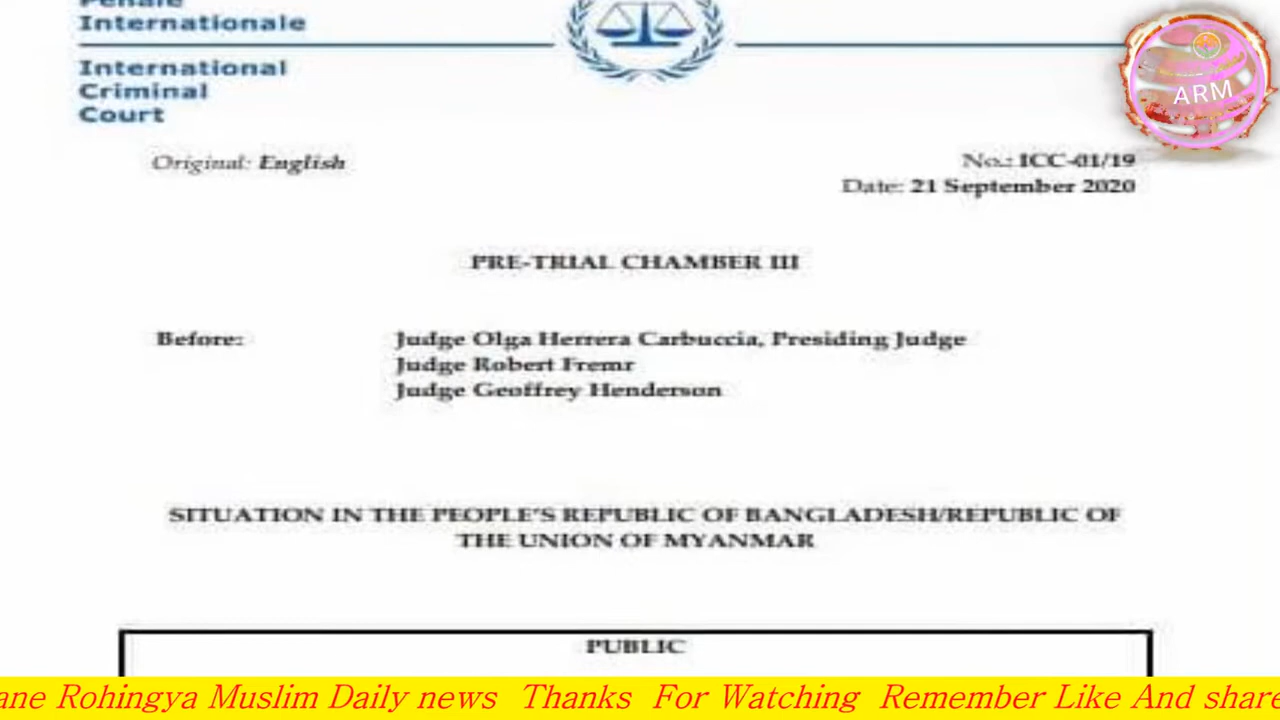 Pénale
Internationale
International
Criminal
Court
ARM
Original: English
No.: ICC-01/19
Date: 21 September 2020
PRE-TRIAL CHAMBER III
Before:
Judge Olga Herrera Carbuccia, Presiding Judge
Judge Robert Fremr
Judge Geoffrey Henderson
SITUATION IN THE PEOPLE'S REPUBLIC OF BANGLADESH/REPUBLIC OF
THE UNION OF MYANMAR
PUBLIC
ane Rohingya Muslim Daily news Thanks For Watching Remember Like And share